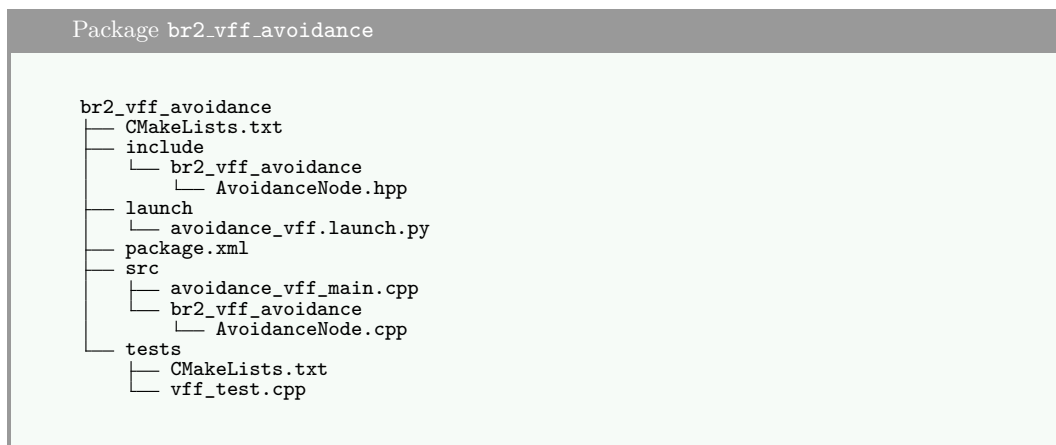 Package br2_vff_avoidance
br2_vff_avoidance
├── CMakeLists.txt
├── include
│   └── br2_vff_avoidance
│       └── AvoidanceNode.hpp
├── launch
│   └── avoidance_vff.launch.py
├── package.xml
├── src
│   ├── avoidance_vff_main.cpp
│   └── br2_vff_avoidance
│       └── AvoidanceNode.cpp
└── tests
    ├── CMakeLists.txt
    └── vff_test.cpp